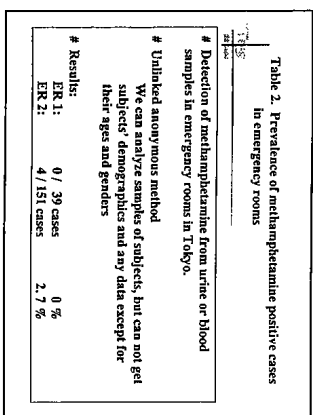 Table 2. Prevalence of methamphetamine positive cases
in emergency rooms
# Detection of methamphetamine from urine or blood
samples in emergency rooms in Tokyo.
# Unlinked anonymous method
We can analyze samples of subjects, but can not get
subjects' demographics and any data except for
their ages and genders
# Results:
ER 1: 0 / 39 cases 0 %
ER 2: 4 / 151 cases 2.7 %